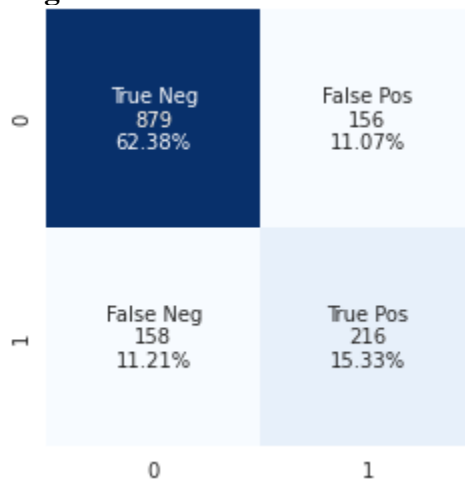 0
True Neg
879
62.38%
False Pos
156
11.07%
1
False Neg
158
11.21%
True Pos
216
15.33%
0 1